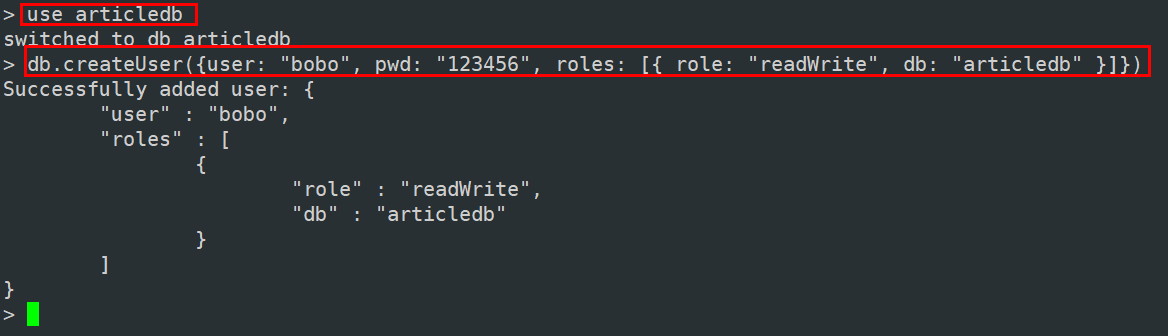 > use articledb
switched to db articledb
> db.createUser({user: "bobo", pwd: "123456", roles: [{ role: "readWrite", db: "articledb" }]})
Successfully added user: {
        "user" : "bobo",
        "roles" : [
                {
                        "role" : "readWrite",
                        "db" : "articledb"
                }
        ]
}
>